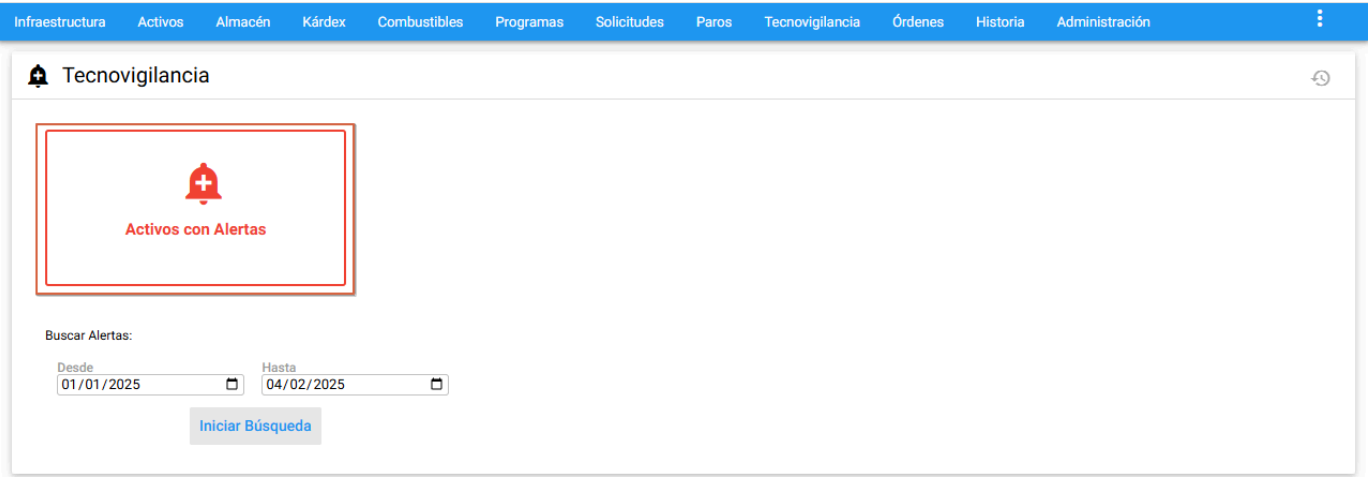 Infraestructura Activos Almacén Kárdex Combustibles Programas Solicitudes Paros Tecnovigilancia Órdenes Historia Administración
Tecnovigilancia
Activos con Alertas
Buscar Alertas:
Desde Hasta
01/01/2025 04/02/2025
Iniciar Búsqueda